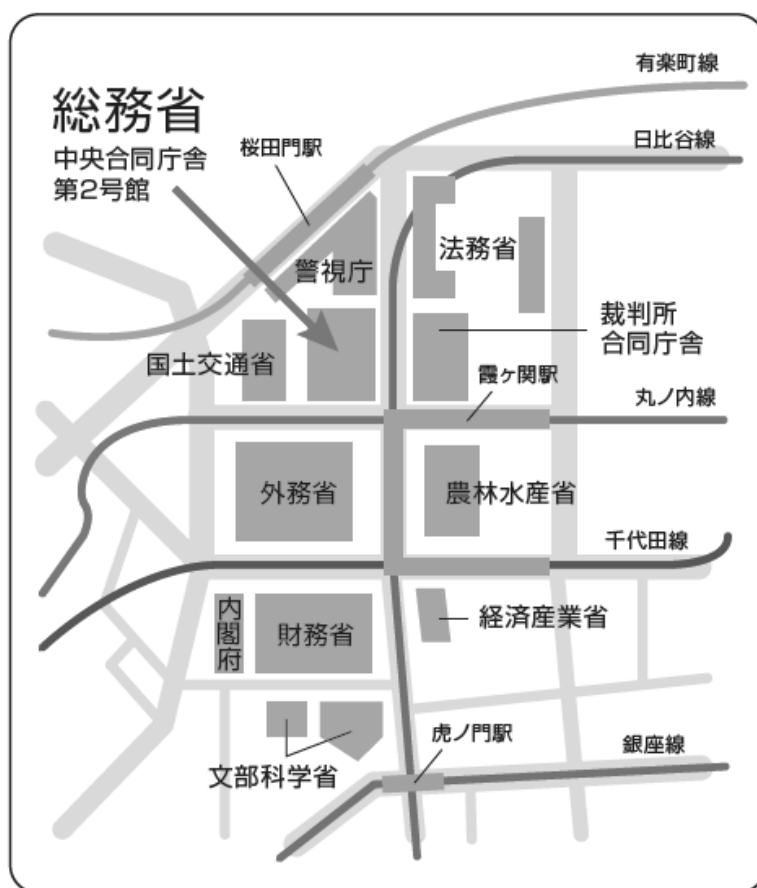 有楽町線
総務省
中央合同庁舎
第2号館
日比谷線
桜田門駅
法務省
警視庁
裁判所
合同庁舎
国土交通省
霞ヶ関駅
丸ノ内線
外務省
農林水産省
千代田線
内閣府
財務省
経済産業省
虎ノ門駅
銀座線
文部科学省